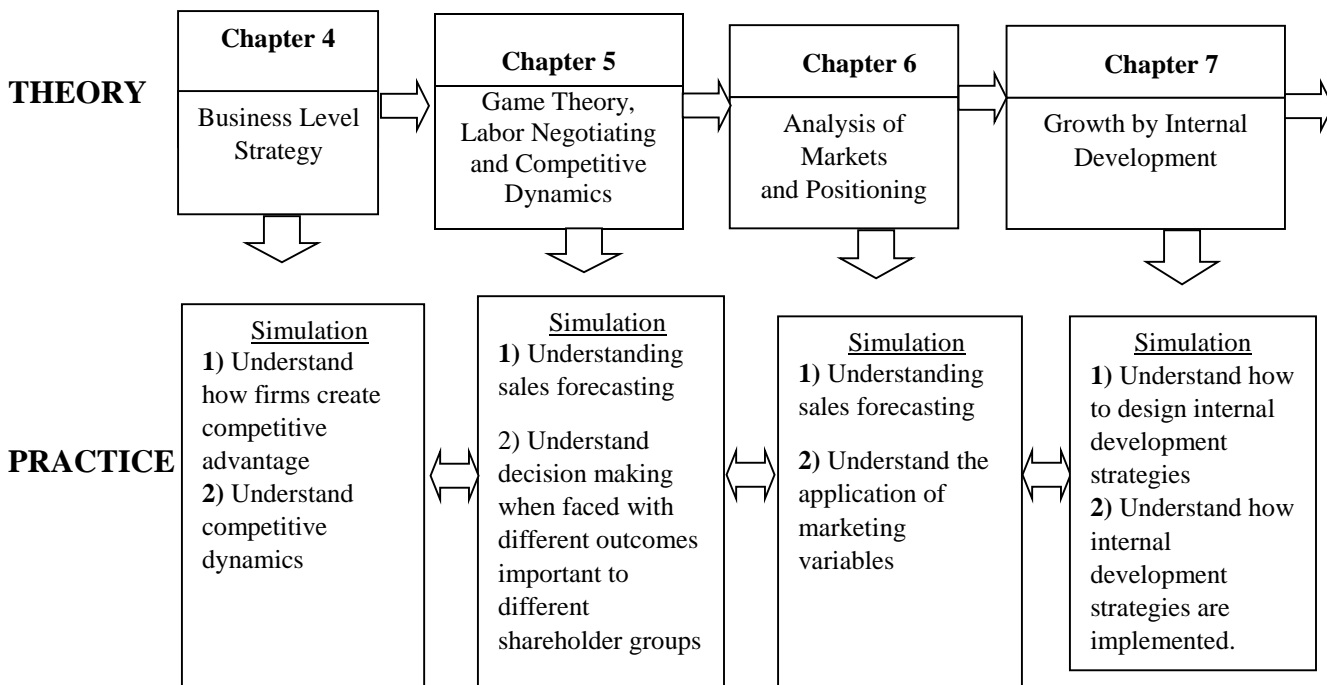 THEORY
Chapter 4
Business Level
Strategy
Chapter 5
Game Theory,
Labor Negotiating
and Competitive
Dynamics
Chapter 6
Analysis of
Markets
and Positioning
Chapter 7
Growth by Internal
Development
PRACTICE
Simulation
1) Understand
how firms create
competitive
advantage
2) Understand
competitive
dynamics
Simulation
1) Understanding
sales forecasting
2) Understand
decision making
when faced with
different outcomes
important to
different
shareholder groups
Simulation
1) Understanding
sales forecasting
2) Understand the
application of
marketing
variables
Simulation
1) Understand how
to design internal
development
strategies
2) Understand how
internal
development
strategies are
implemented.